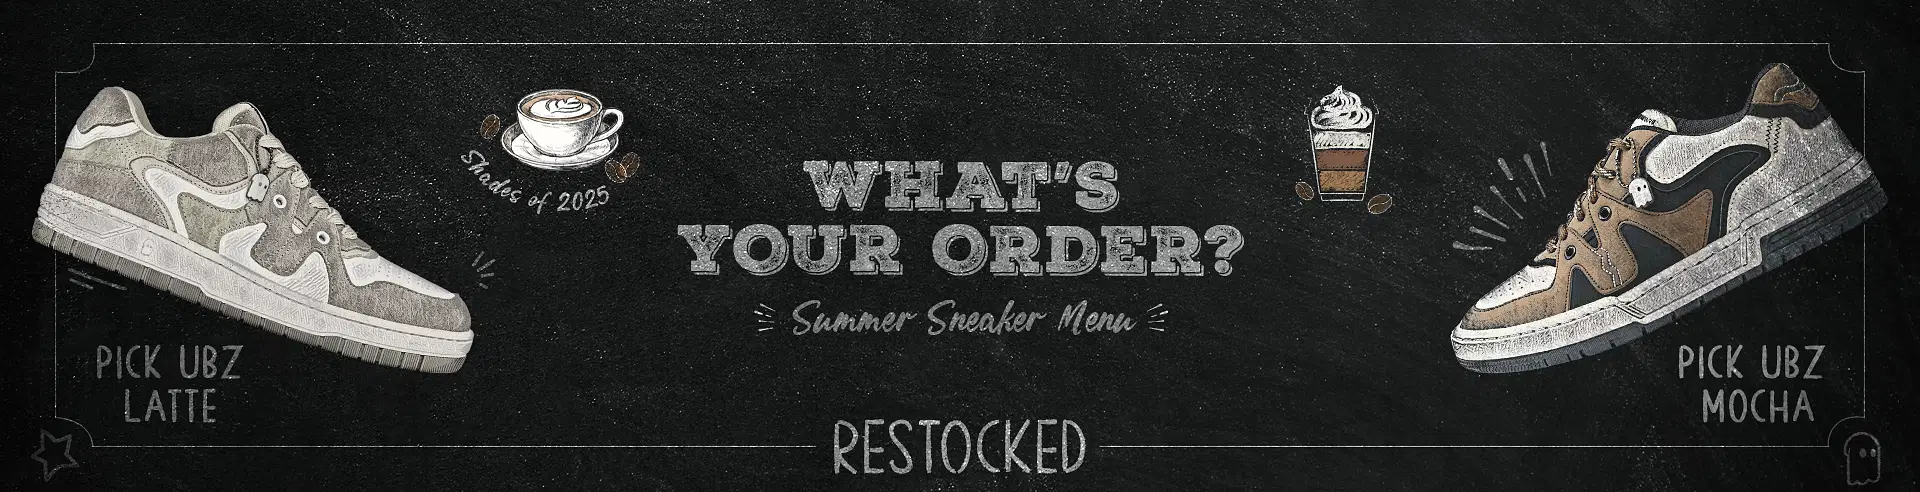 Shades of 2025
WHAT'S
YOUR ORDER?
Summer Sneaker Menu
PICK UBZ
LATTE
PICK UBZ
MOCHA
RESTOCKED